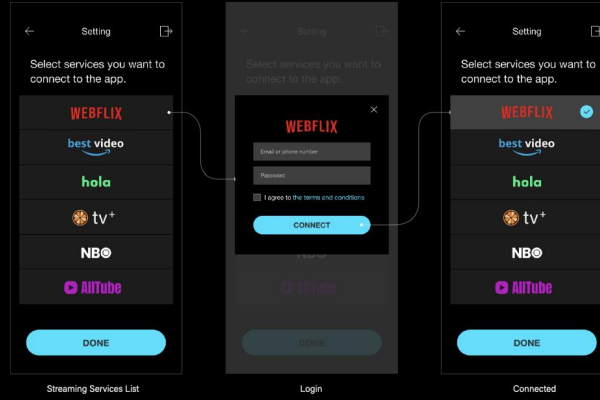 Setting
Select services you want to
connect to the app.
WEBFLIX
best video
hola
tv+
NBO
AllTube
DONE
Streaming Services List
Setting
Select services you want to
connect to the app.
WEBFLIX
Email or phone number
Password
I agree to the terms and conditions
CONNECT
NBO
AllTube
DONE
Login
Setting
Select services you want to
connect to the app.
WEBFLIX
best video
hola
tv+
NBO
AllTube
DONE
Connected